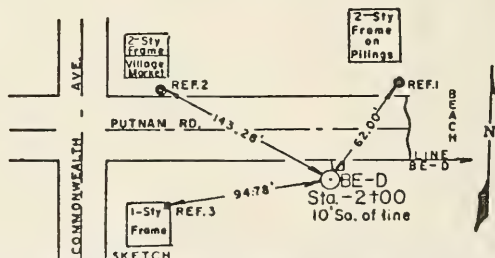 2-Sty
Frame
Village
Market
2-Sty
Frame
on
Pilings
REF.2
REF.1
COMMONWEALTH AVE.
PUTNAM RD.
143.28'
62.00'
BEACH
N
LINE
BE-D
BE-D
Sta.-2+00
10' So. of line
94.78'
REF.3
1-Sty
Frame
SKETCH